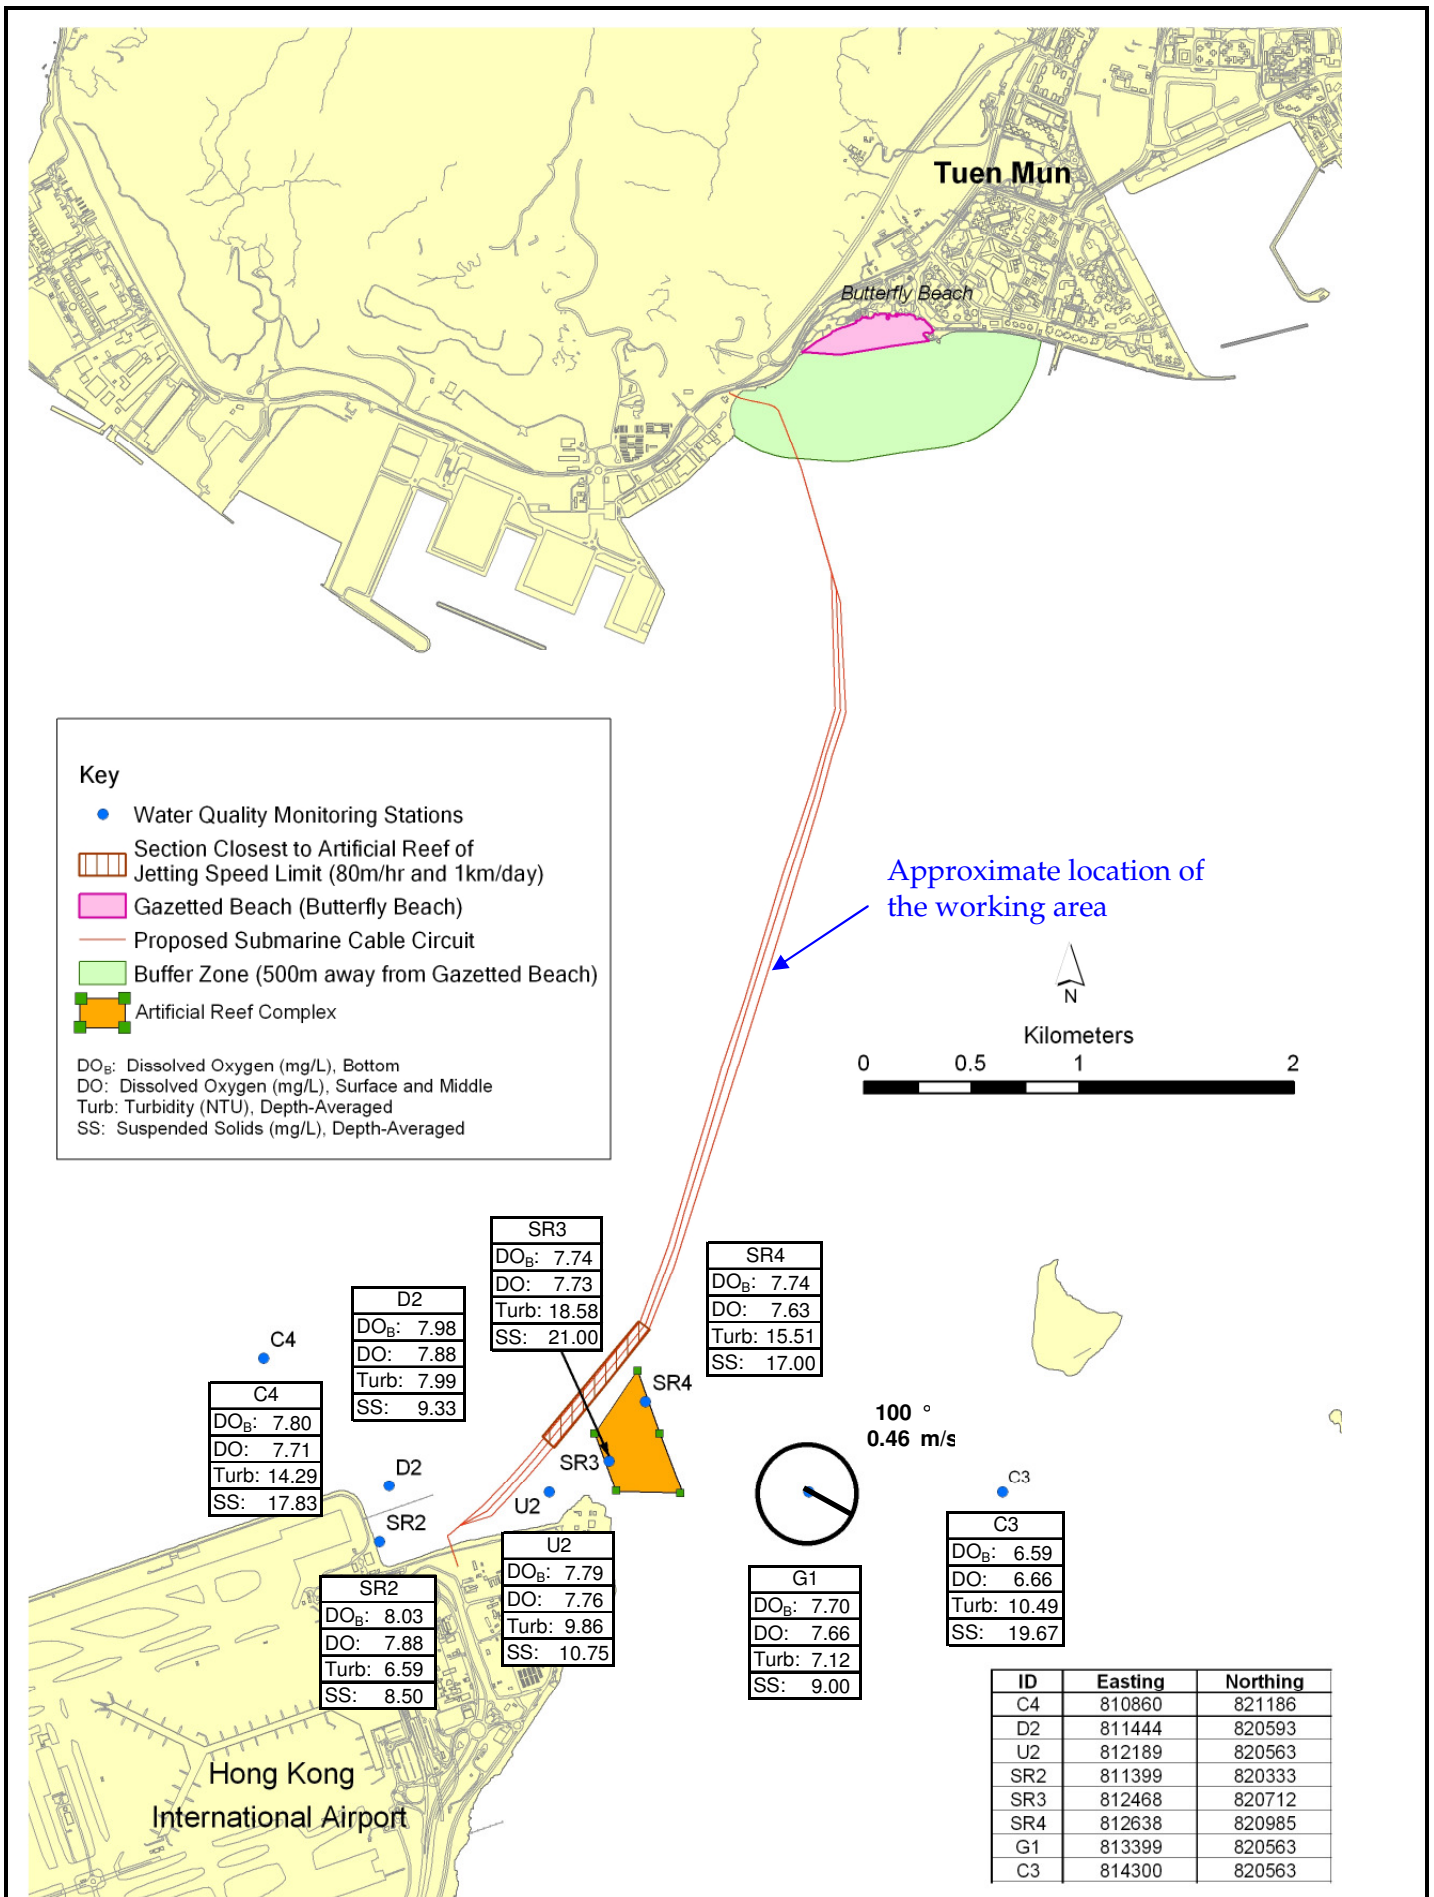 Tuen Mun
Butterfly Beach
Key
Water Quality Monitoring Stations
Section Closest to Artificial Reef of
Jetting Speed Limit (80m/hr and 1km/day)
Gazetted Beach (Butterfly Beach)
Proposed Submarine Cable Circuit
Buffer Zone (500m away from Gazetted Beach)
Artificial Reef Complex
DOB: Dissolved Oxygen (mg/L), Bottom
DO: Dissolved Oxygen (mg/L), Surface and Middle
Turb: Turbidity (NTU), Depth-Averaged
SS: Suspended Solids (mg/L), Depth-Averaged
Approximate location of
the working area
N
Kilometers
0 0.5 1 2
SR3
DOB: 7.74
DO: 7.73
Turb: 18.58
SS: 21.00
SR4
DOB: 7.74
DO: 7.63
Turb: 15.51
SS: 17.00
D2
DOB: 7.98
DO: 7.88
Turb: 7.99
SS: 9.33
C4
C4
DOB: 7.80
DO: 7.71
Turb: 14.29
SS: 17.83
SR4
SR3
D2
U2
SR2
100 °
0.46 m/s
C3
C3
DOB: 6.59
DO: 6.66
Turb: 10.49
SS: 19.67
U2
DOB: 7.79
DO: 7.76
Turb: 9.86
SS: 10.75
G1
DOB: 7.70
DO: 7.66
Turb: 7.12
SS: 9.00
SR2
DOB: 8.03
DO: 7.88
Turb: 6.59
SS: 8.50
Hong Kong
International Airport
ID Easting Northing
C4 810860 821186
D2 811444 820593
U2 812189 820563
SR2 811399 820333
SR3 812468 820712
SR4 812638 820985
G1 813399 820563
C3 814300 820563